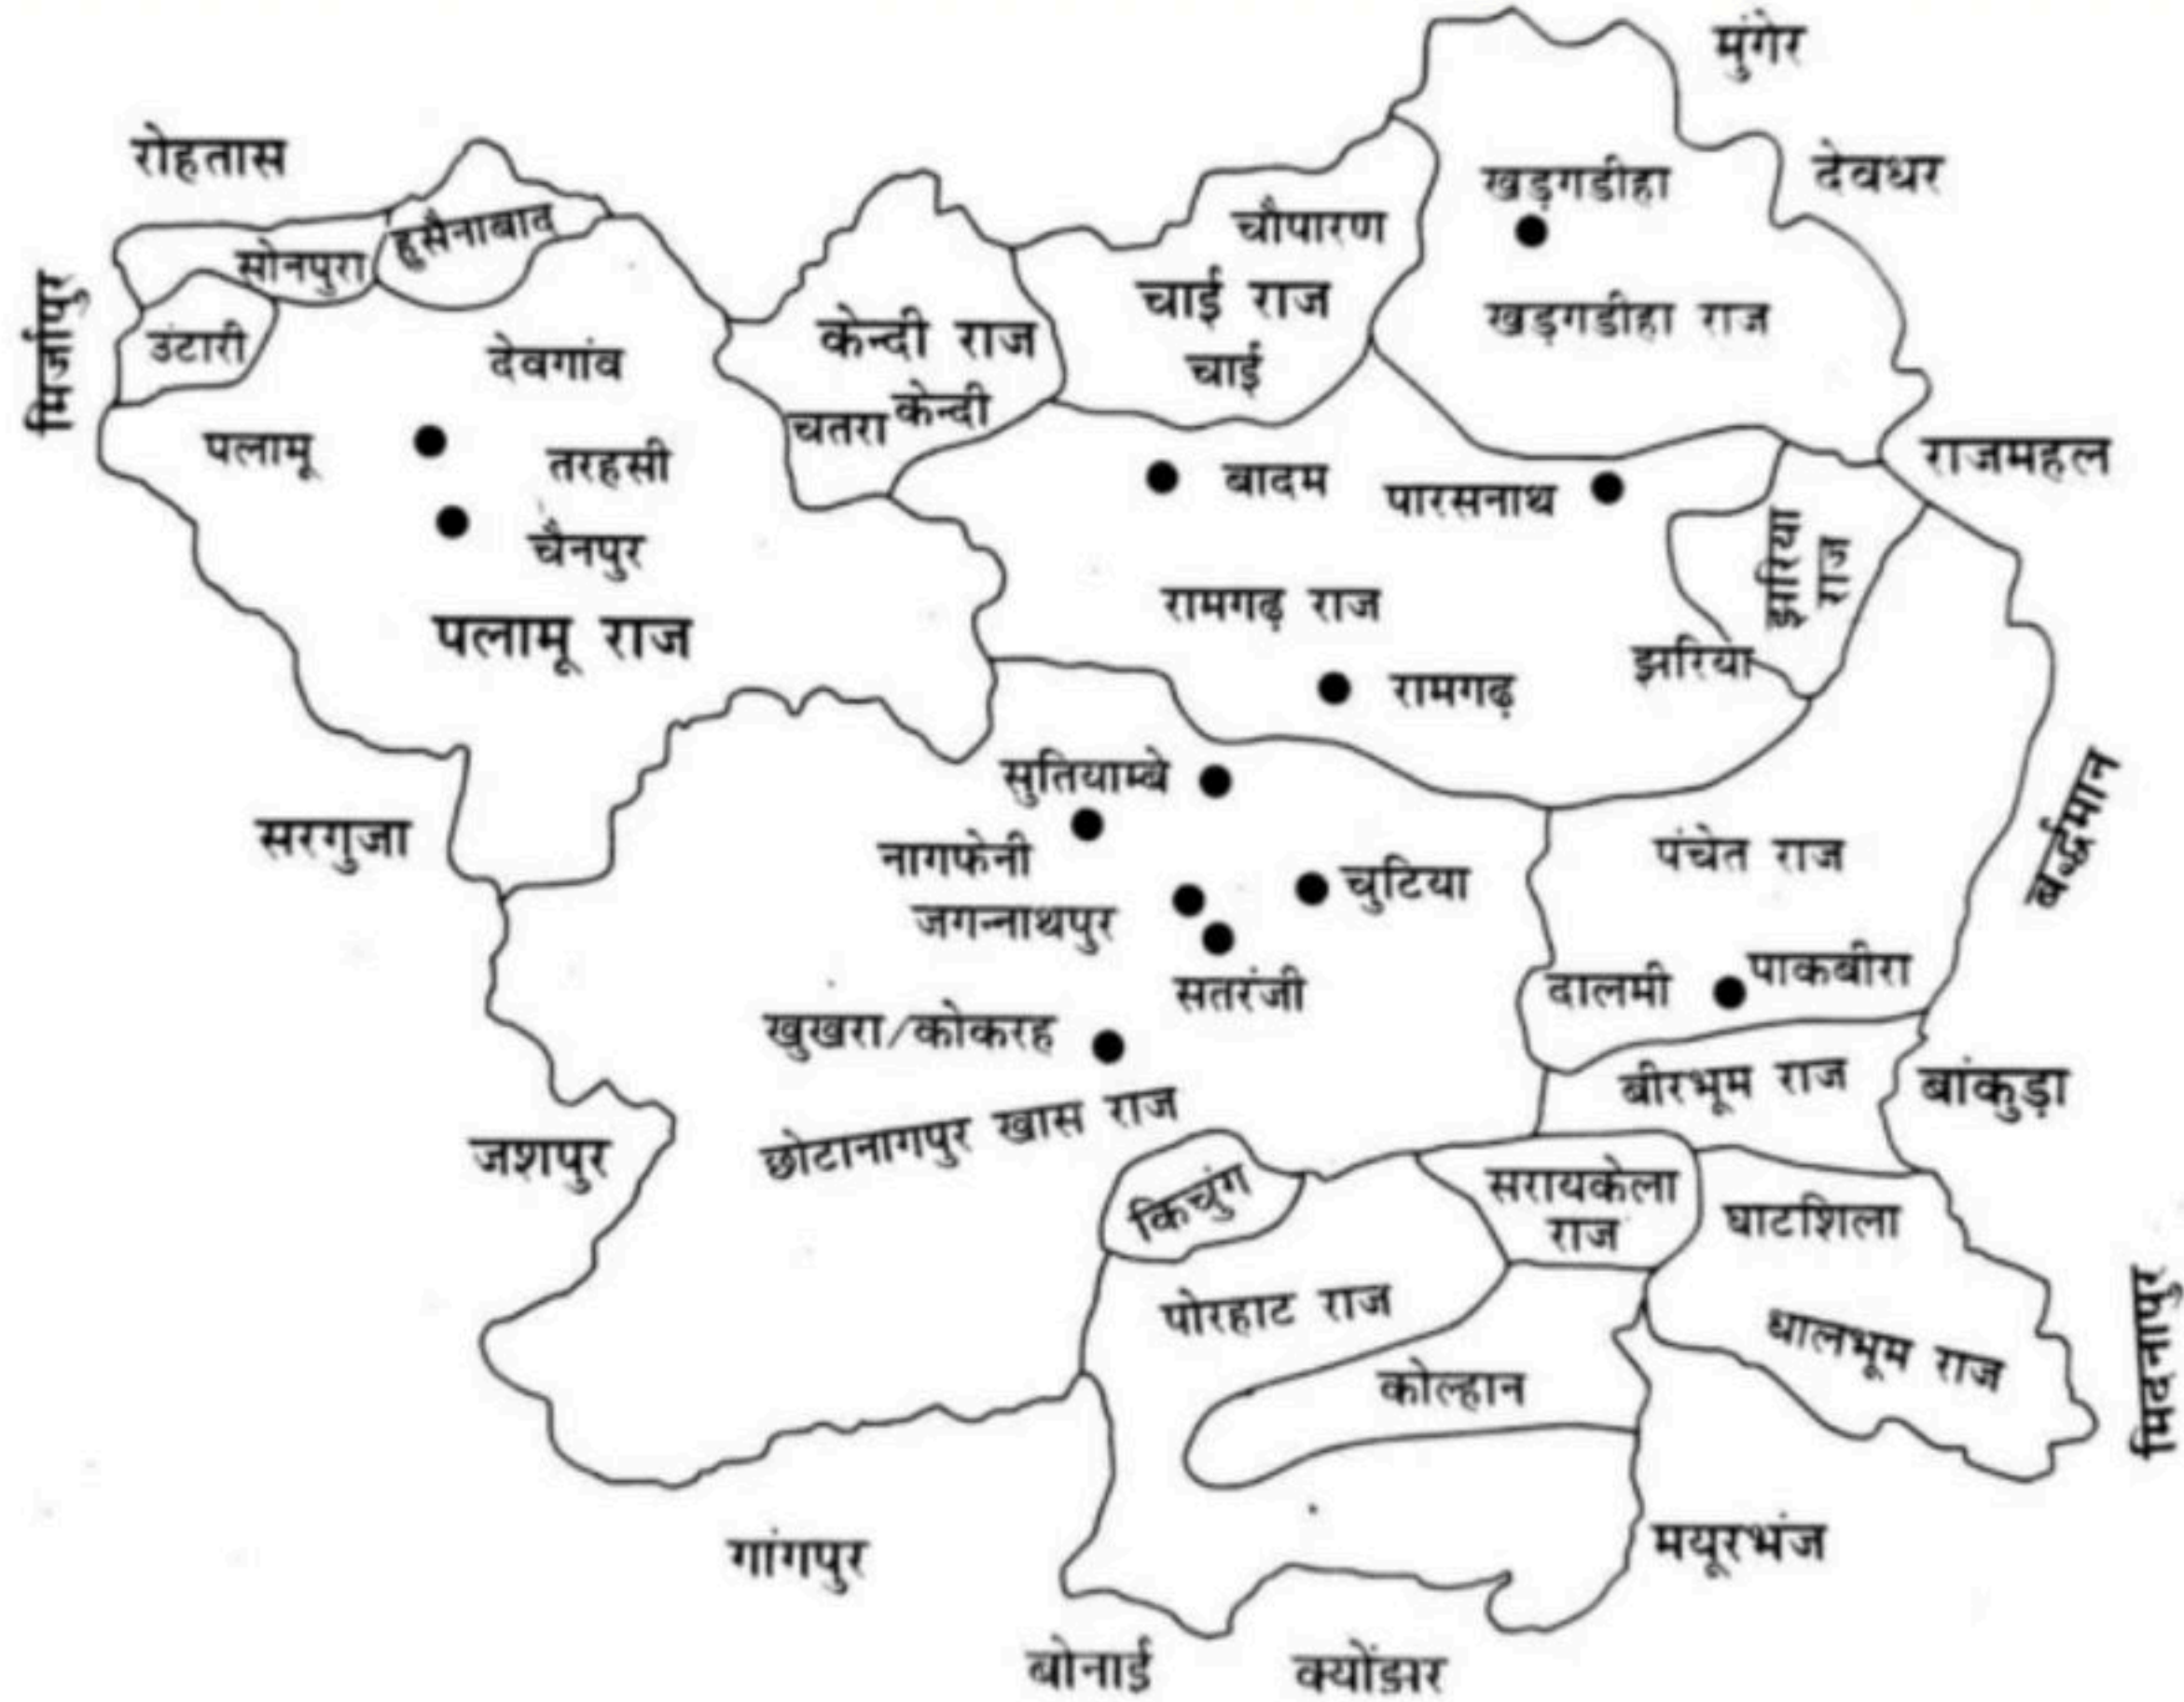 मुंगेर
रोहतास
देवधर
खड़गडीहा
चौपारण
हुसैनाबाद
सोनपुरा
मिर्जापुर
चाई राज
खड़गडीहा राज
उंटारी
देवगांव
केन्दी राज
चाई
केन्दी
चतरा
पलामू
तरहसी
राजमहल
बादम
पारसनाथ
चैनपुर
झरिया
राज
रामगढ़ राज
पलामू राज
झरिया
रामगढ़
सुतियाम्बे
सरगुजा
नागफेनी
पंचेत राज
बर्द्धमान
चुटिया
जगन्नाथपुर
सतरंजी
दालमी
पाकबीरा
खुखरा/कोकरह
बीरभूम राज
बांकुड़ा
छोटानागपुर खास राज
जशपुर
किचुंग
सरायकेला
राज
घाटशिला
पोरहाट राज
धालभूम राज
मिदनापुर
कोल्हान
गांगपुर
मयूरभंज
बोनाई
क्योंझर